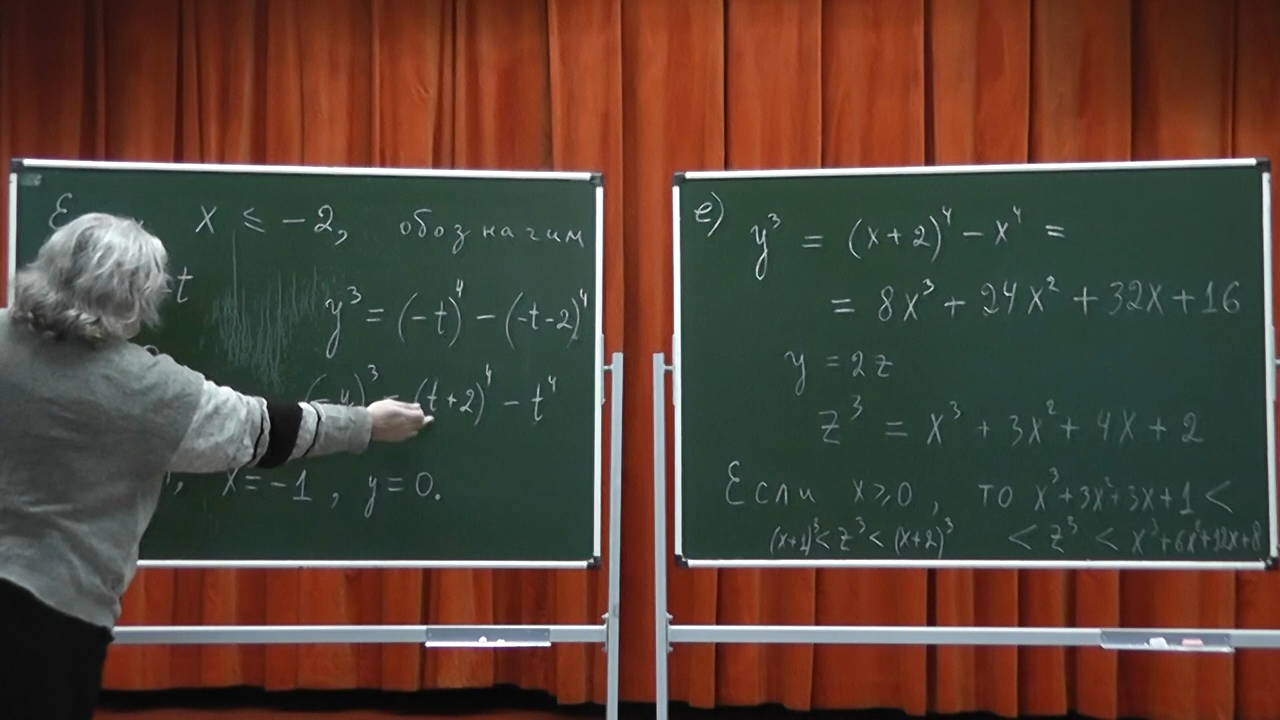 x ≤ -2, обозначим
t
y³ = (-t)⁴ - (-t-2)⁴
(-y)³ = (t+2)⁴ - t⁴
x = -1, y = 0.
е) y³ = (x+2)⁴ - x⁴ =
= 8x³ + 24x² + 32x + 16
y = 2z
z³ = x³ + 3x² + 4x + 2
Если x ≥ 0, то x³+3x²+3x+1 <
(x+1)³ < z³ < (x+2)³ < z³ < x³+6x²+12x+8